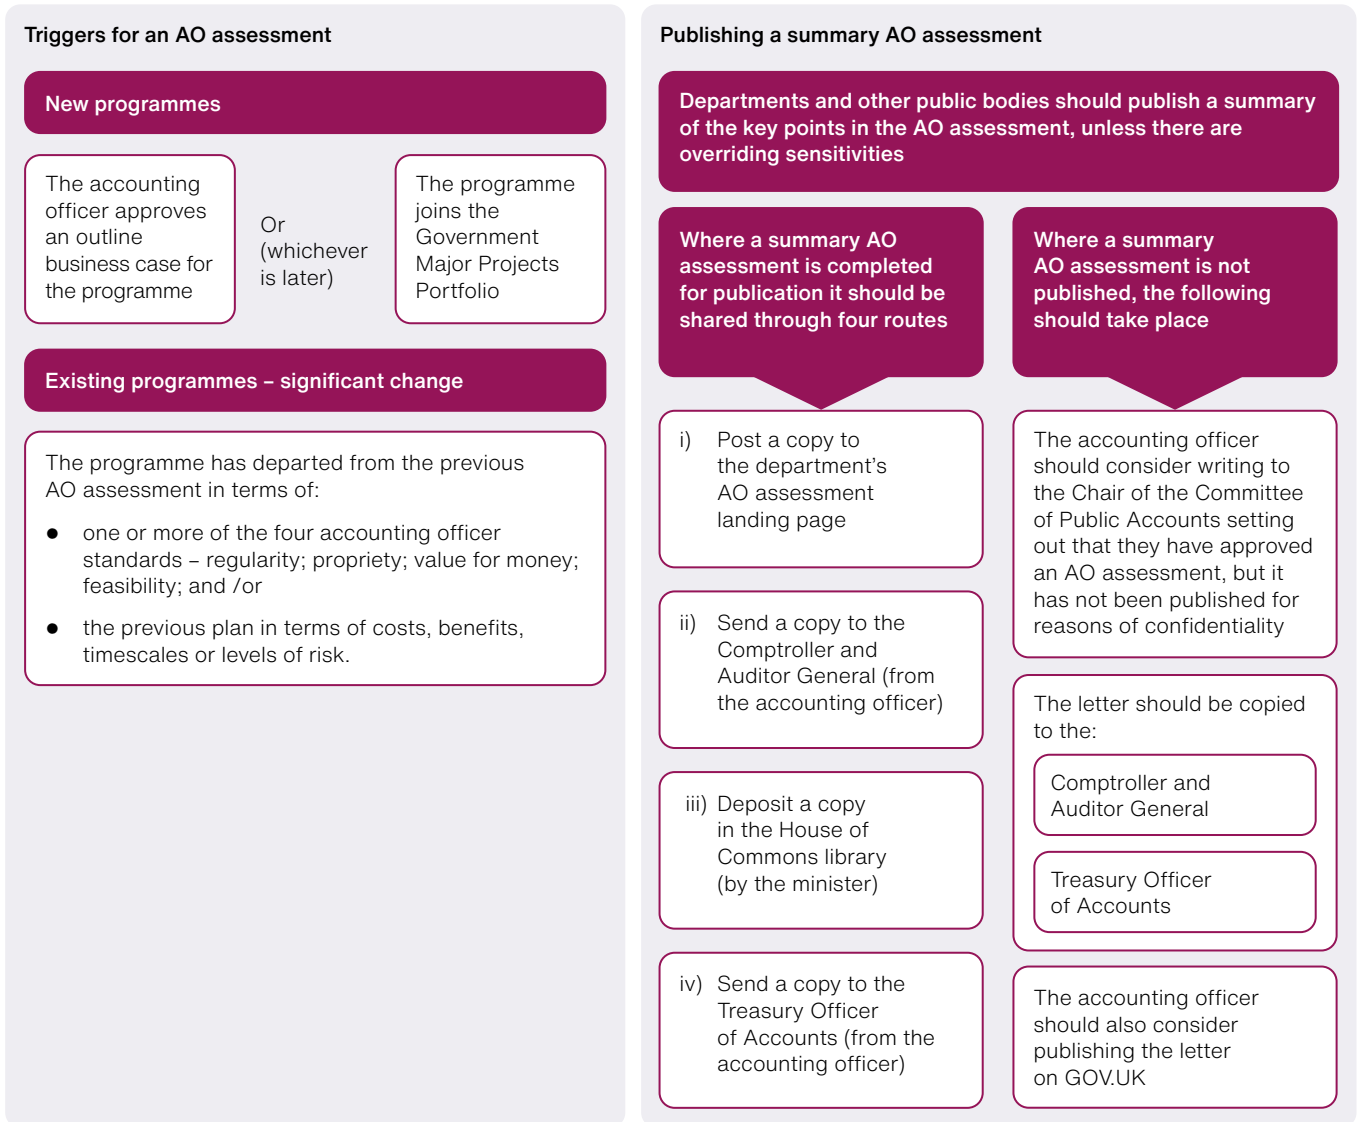 Triggers for an AO assessment
New programmes
The accounting
officer approves
an outline
business case for
the programme
Or
(whichever
is later)
The programme
joins the
Government
Major Projects
Portfolio
Existing programmes – significant change
The programme has departed from the previous
AO assessment in terms of:
● one or more of the four accounting officer
standards – regularity; propriety; value for money;
feasibility; and /or
● the previous plan in terms of costs, benefits,
timescales or levels of risk.
Publishing a summary AO assessment
Departments and other public bodies should publish a summary
of the key points in the AO assessment, unless there are
overriding sensitivities
Where a summary AO
assessment is completed
for publication it should be
shared through four routes
i) Post a copy to
the department’s
AO assessment
landing page
ii) Send a copy to the
Comptroller and
Auditor General (from
the accounting officer)
iii) Deposit a copy
in the House of
Commons library
(by the minister)
iv) Send a copy to the
Treasury Officer
of Accounts (from the
accounting officer)
Where a summary
AO assessment is not
published, the following
should take place
The accounting officer
should consider writing to
the Chair of the Committee
of Public Accounts setting
out that they have approved
an AO assessment, but it
has not been published for
reasons of confidentiality
The letter should be copied
to the:
Comptroller and
Auditor General
Treasury Officer
of Accounts
The accounting officer
should also consider
publishing the letter
on GOV.UK